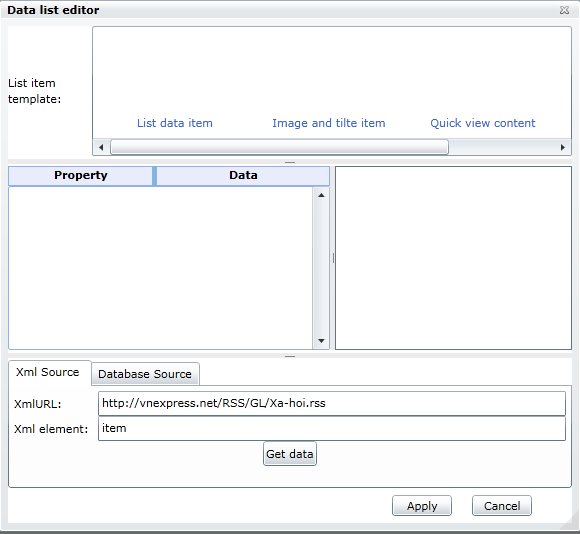 Data list editor
List item
template:
List data item
Image and tilte item
Quick view content
Property
Data
Xml Source
Database Source
XmlURL:
http://vnexpress.net/RSS/GL/Xa-hoi.rss
Xml element:
item
Get data
Apply
Cancel